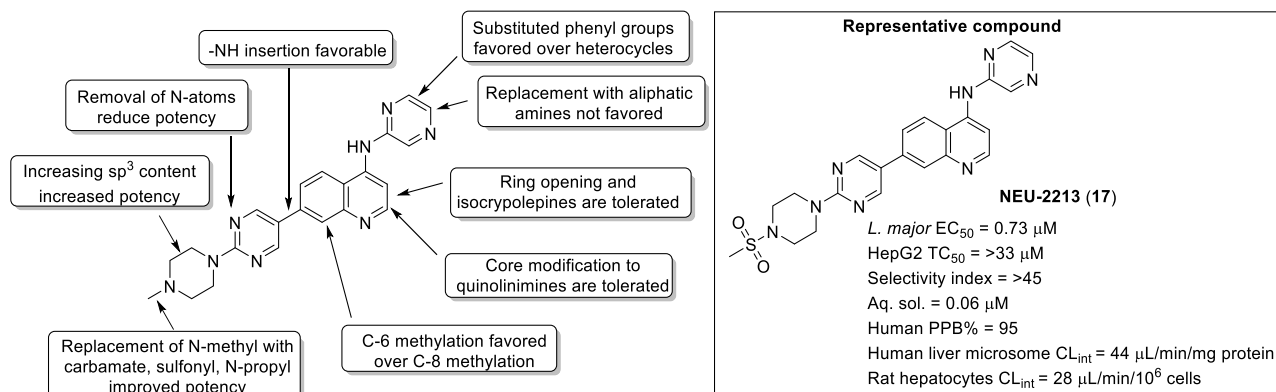 Substituted phenyl groups
favored over heterocycles
-NH insertion favorable
Removal of N-atoms
reduce potency
Replacement with aliphatic
amines not favored
Increasing sp³ content
increased potency
Ring opening and
isocrypolepines are tolerated
Core modification to
quinolinimines are tolerated
C-6 methylation favored
over C-8 methylation
Replacement of N-methyl with
carbamate, sulfonyl, N-propyl
improved potency
N
N
HN
N
N
N
N
N
Representative compound
N
N
HN
N
N
N
N
N
O
S
O
NEU-2213 (17)
L. major EC₅₀ = 0.73 μM
HepG2 TC₅₀ = >33 μM
Selectivity index = >45
Aq. sol. = 0.06 μM
Human PPB% = 95
Human liver microsome CLᵢₙₜ = 44 μL/min/mg protein
Rat hepatocytes CLᵢₙₜ = 28 μL/min/10⁶ cells